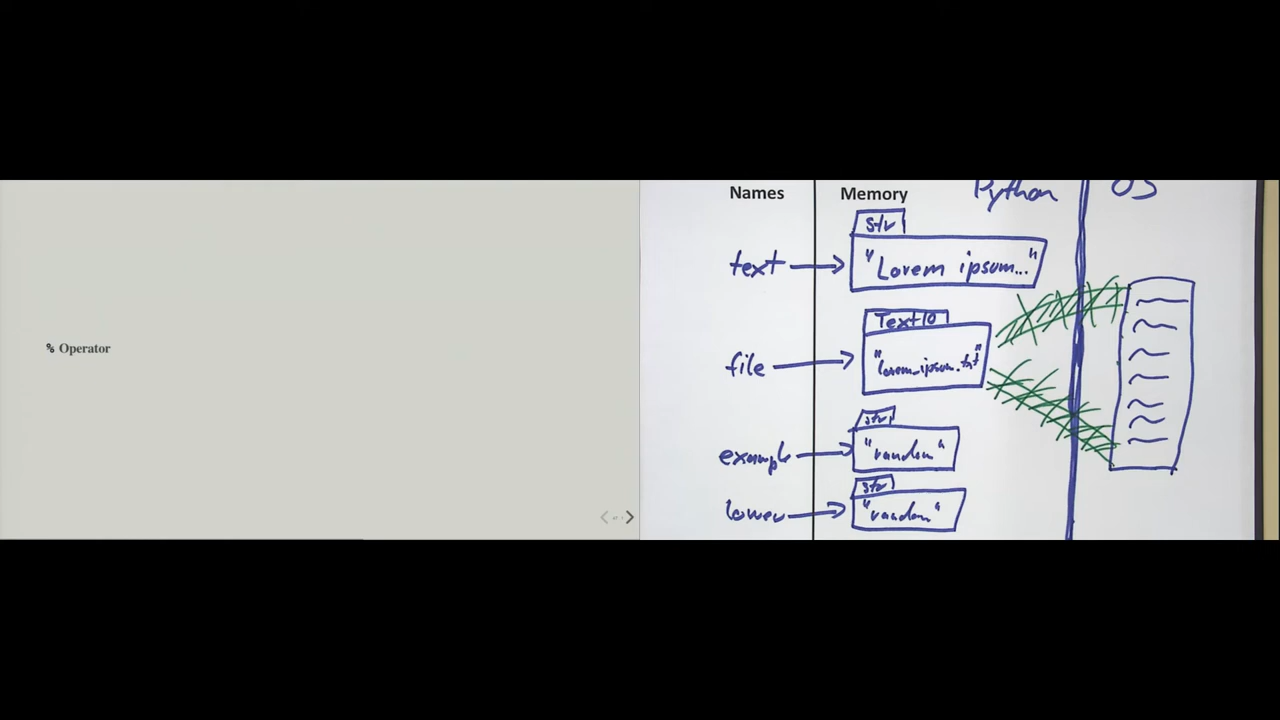 % Operator
Names
Memory
Python
OS
str
text
"Lorem ipsum..."
TextIO
file
"lorem_ipsum.txt"
str
example
"random"
str
lower
"random"